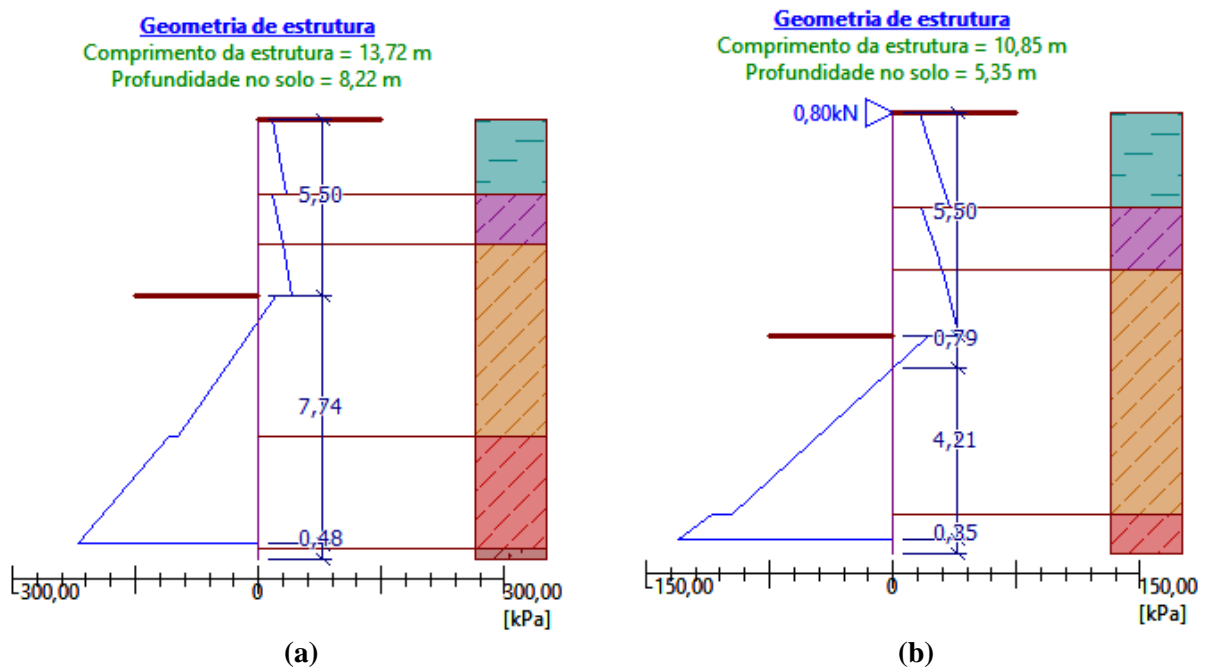 Geometria de estrutura
Comprimento da estrutura = 13,72 m
Profundidade no solo = 8,22 m
5,50
7,74
0,48
-300,00
0
300,00
[kPa]
(a)
Geometria de estrutura
Comprimento da estrutura = 10,85 m
Profundidade no solo = 5,35 m
0,80kN
5,50
0,79
4,21
0,35
-150,00
0
150,00
[kPa]
(b)